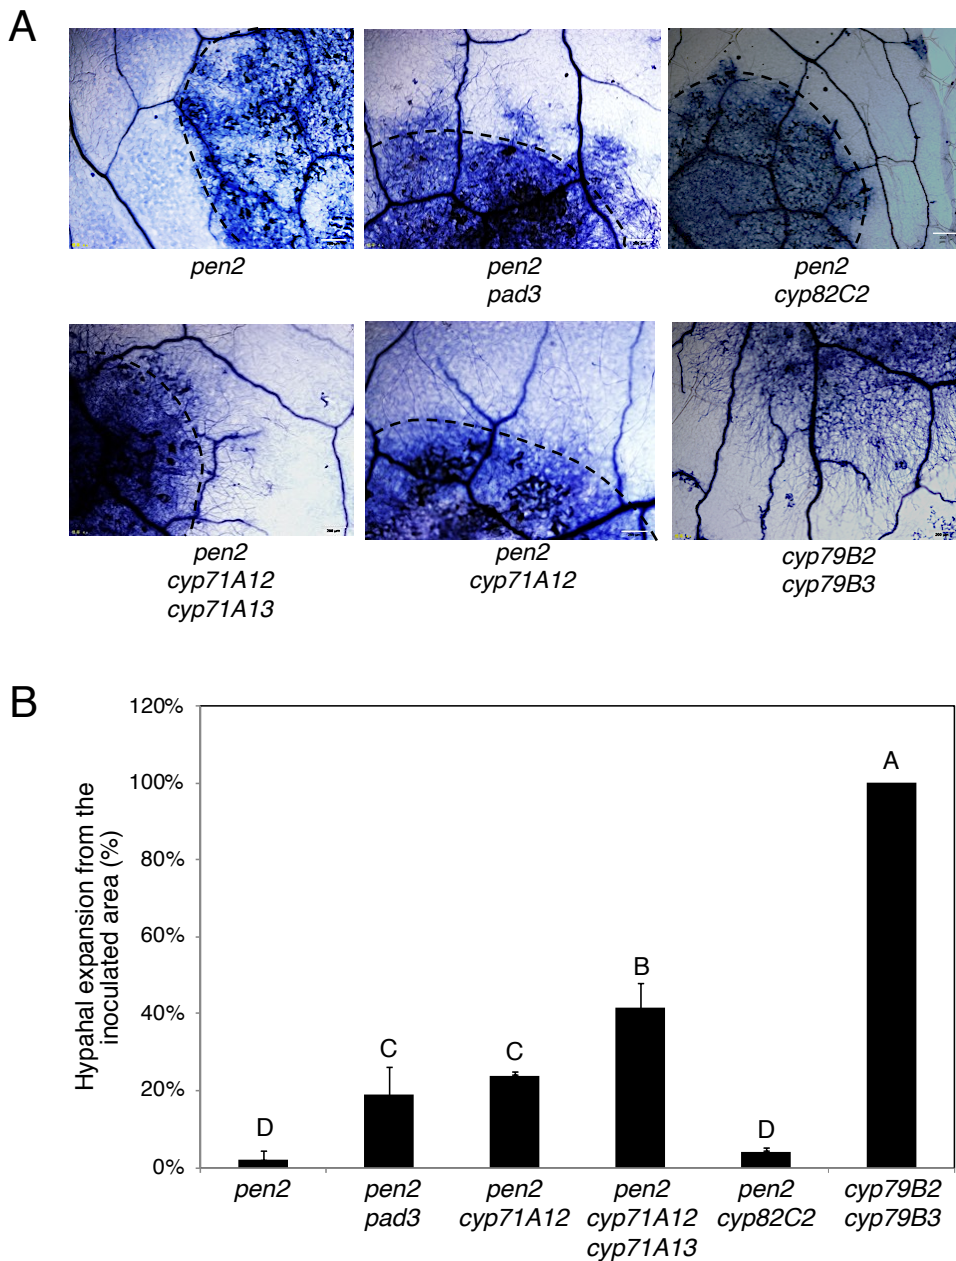 A
pen2
pen2
pad3
pen2
cyp82C2
pen2
cyp71A12
cyp71A13
pen2
cyp71A12
cyp79B2
cyp79B3
B
Hypahal expansion from the
inoculated area (%)
120%
100%
80%
60%
40%
20%
0%
D
C
C
B
D
A
pen2
pen2
pad3
pen2
cyp71A12
pen2
cyp71A12
cyp71A13
pen2
cyp82C2
cyp79B2
cyp79B3